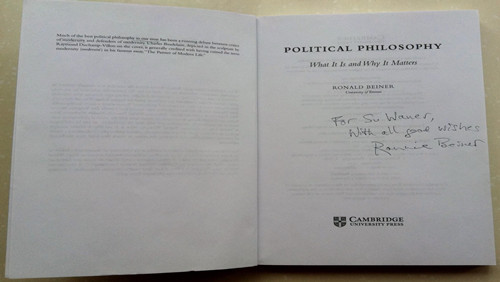 Much of the best political philosophy in our time has been a running debate between critics
of modernity and defenders of modernity. Charles Baudelaire, depicted in the sculpture by
Raymond Duchamp-Villon on the cover, is generally credited with having coined the term
modernity (modernité) in his famous essay, "The Painter of Modern Life".
POLITICAL PHILOSOPHY
What It Is and Why It Matters
RONALD BEINER
University of Toronto
For Su Waner,
With all good wishes
Ronnie Beiner
CAMBRIDGE
UNIVERSITY PRESS